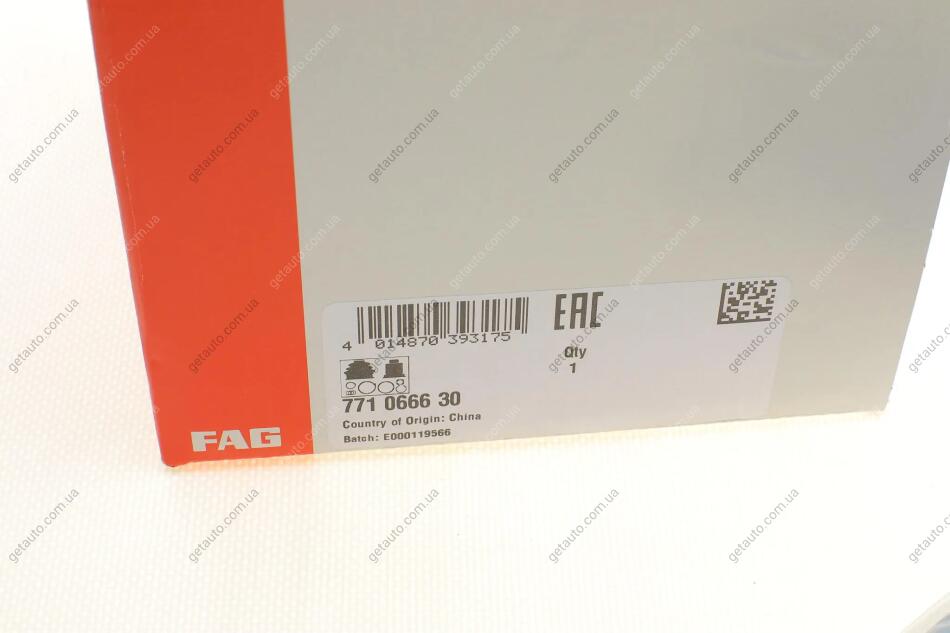 4 014870 393175
EAC
Qty
1
771 0666 30
Country of Origin: China
Batch: E000119566
FAG
getauto.com.ua